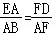 EA/AB = FD/AF